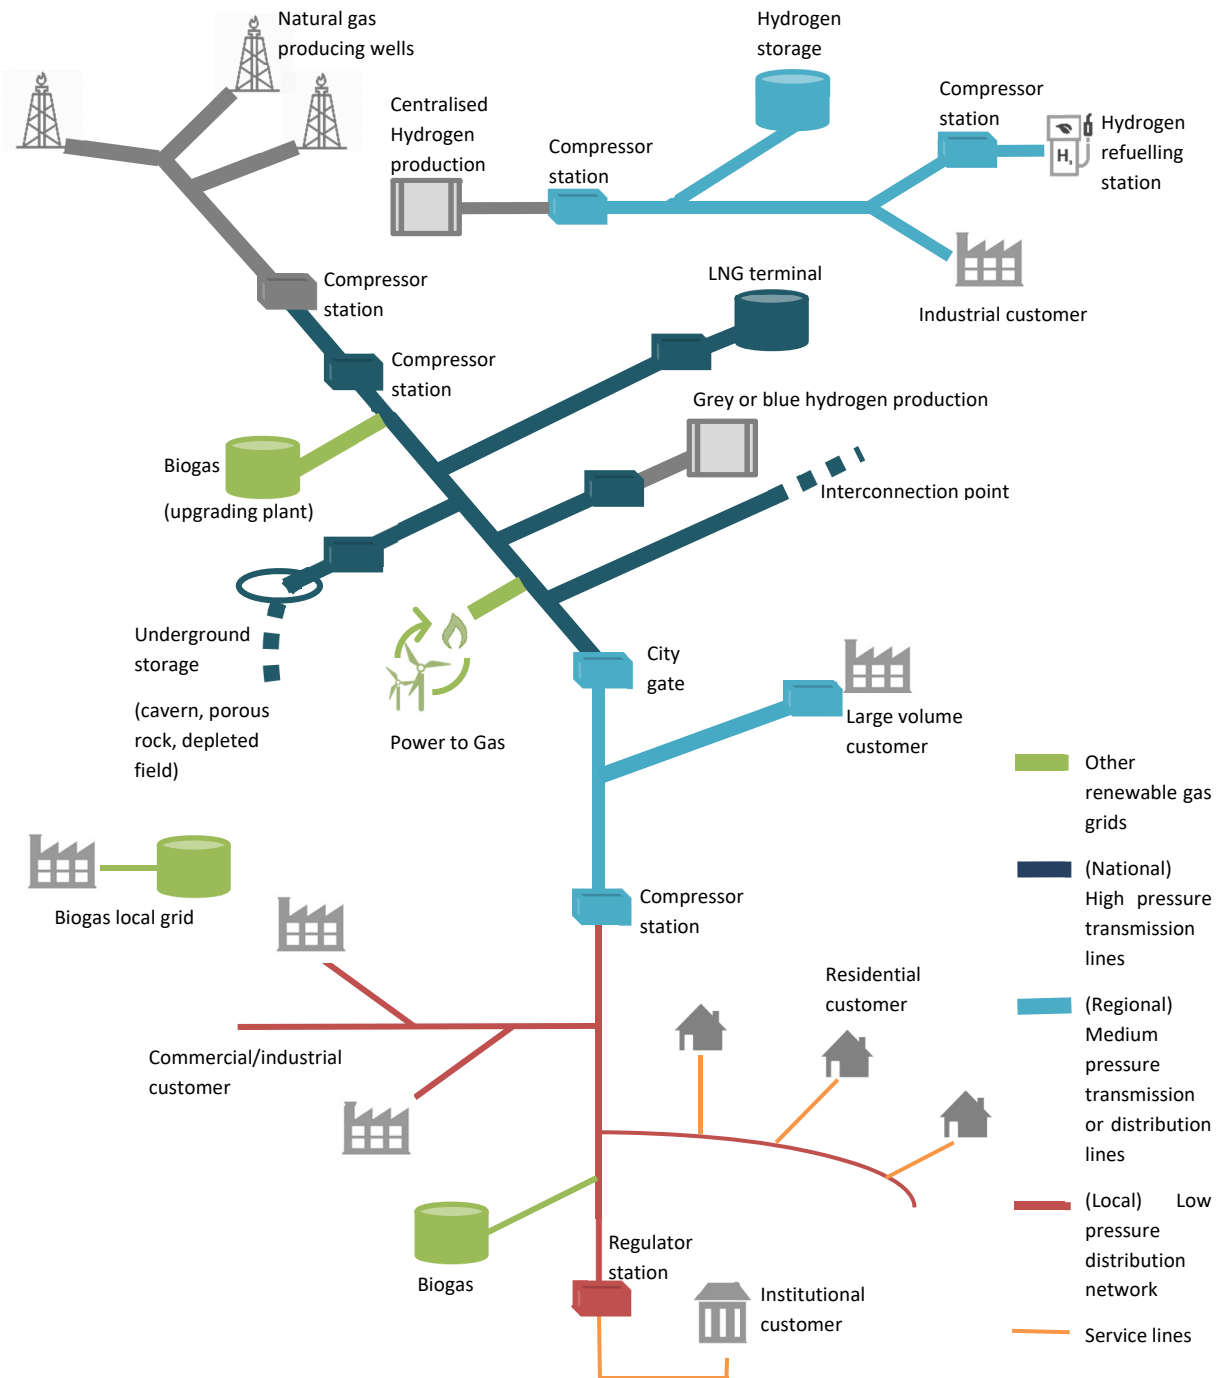 Natural gas
producing wells
Hydrogen
storage
Centralised
Hydrogen
production
Compressor
station
Compressor
station
H₂
Hydrogen
refuelling
station
Compressor
station
LNG terminal
Industrial customer
Compressor
station
Grey or blue hydrogen production
Biogas
(upgrading plant)
Interconnection point
Underground
storage
(cavern, porous
rock, depleted
field)
Power to Gas
City
gate
Large volume
customer
Other
renewable gas
grids
(National)
High pressure
transmission
lines
(Regional)
Medium
pressure
transmission
or distribution
lines
(Local) Low
pressure
distribution
network
Service lines
Biogas local grid
Compressor
station
Commercial/industrial
customer
Residential
customer
Biogas
Regulator
station
Institutional
customer